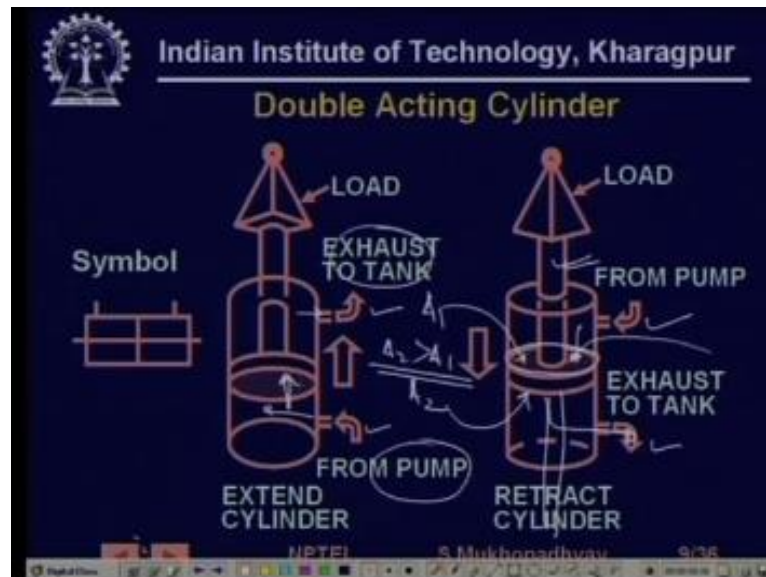 Indian Institute of Technology, Kharagpur
Double Acting Cylinder
LOAD
LOAD
Symbol
EXHAUST
TO TANK
FROM PUMP
A1
A2 > A1
A2
EXHAUST
TO TANK
FROM PUMP
EXTEND
CYLINDER
RETRACT
CYLINDER
NPTEL
S.Mukhopadhyay
9/36